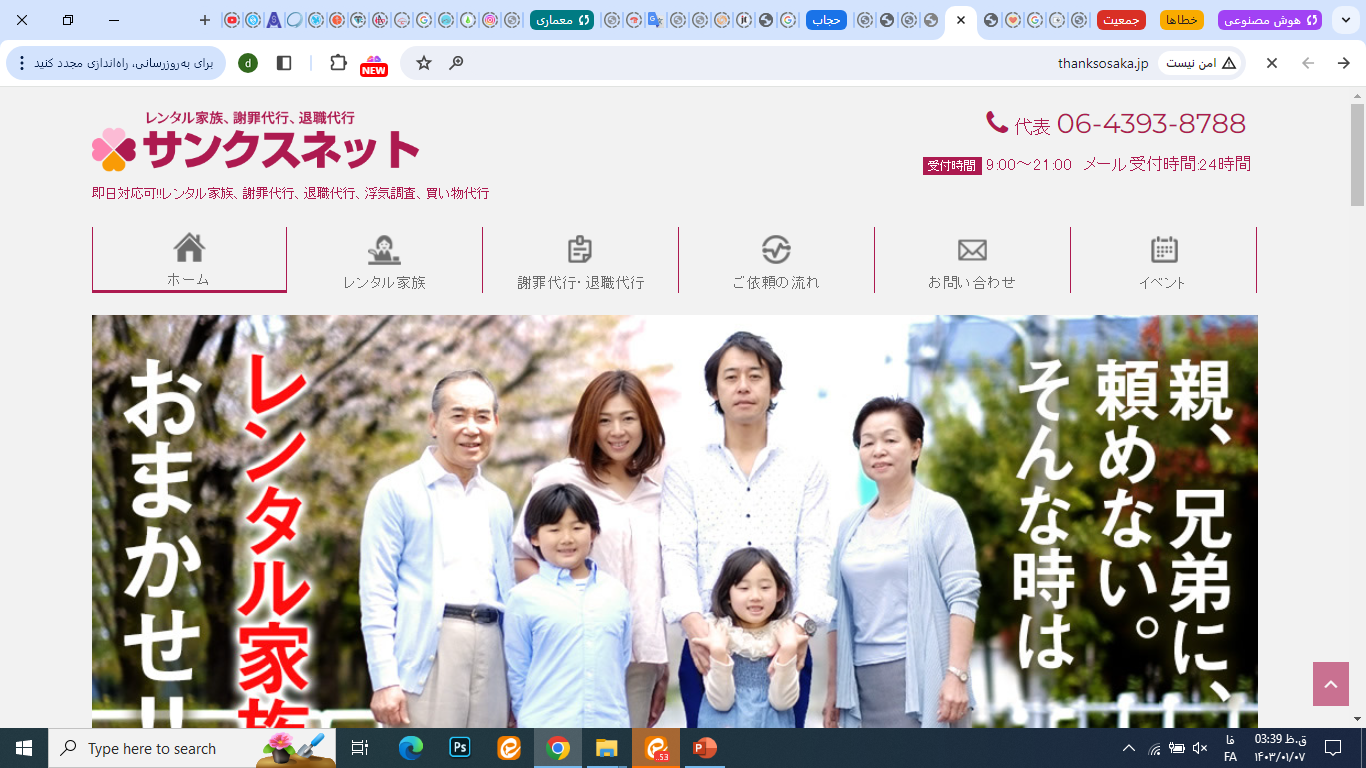 معماری
حجاب
جمعیت
خطاها
هوش مصنوعی
برای به‌روزرسانی، راه‌اندازی مجدد کنید
d
NEW
thanksosaka.jp
امن نیست
レンタル家族、謝罪代行、退職代行
サンクスネット
即日対応可!!レンタル家族、謝罪代行、退職代行、浮気調査、買い物代行
代表 06-4393-8788
受付時間 9:00～21:00 メール受付時間:24時間
ホーム
レンタル家族
謝罪代行・退職代行
ご依頼の流れ
お問い合わせ
イベント
親、兄弟に、
頼めない。
そんな時は
レンタル家族
おまかせ!!
Type here to search
Ps
53
فا
FA
03:39 ق.ظ
۱۴۰۳/۰۱/۰۷